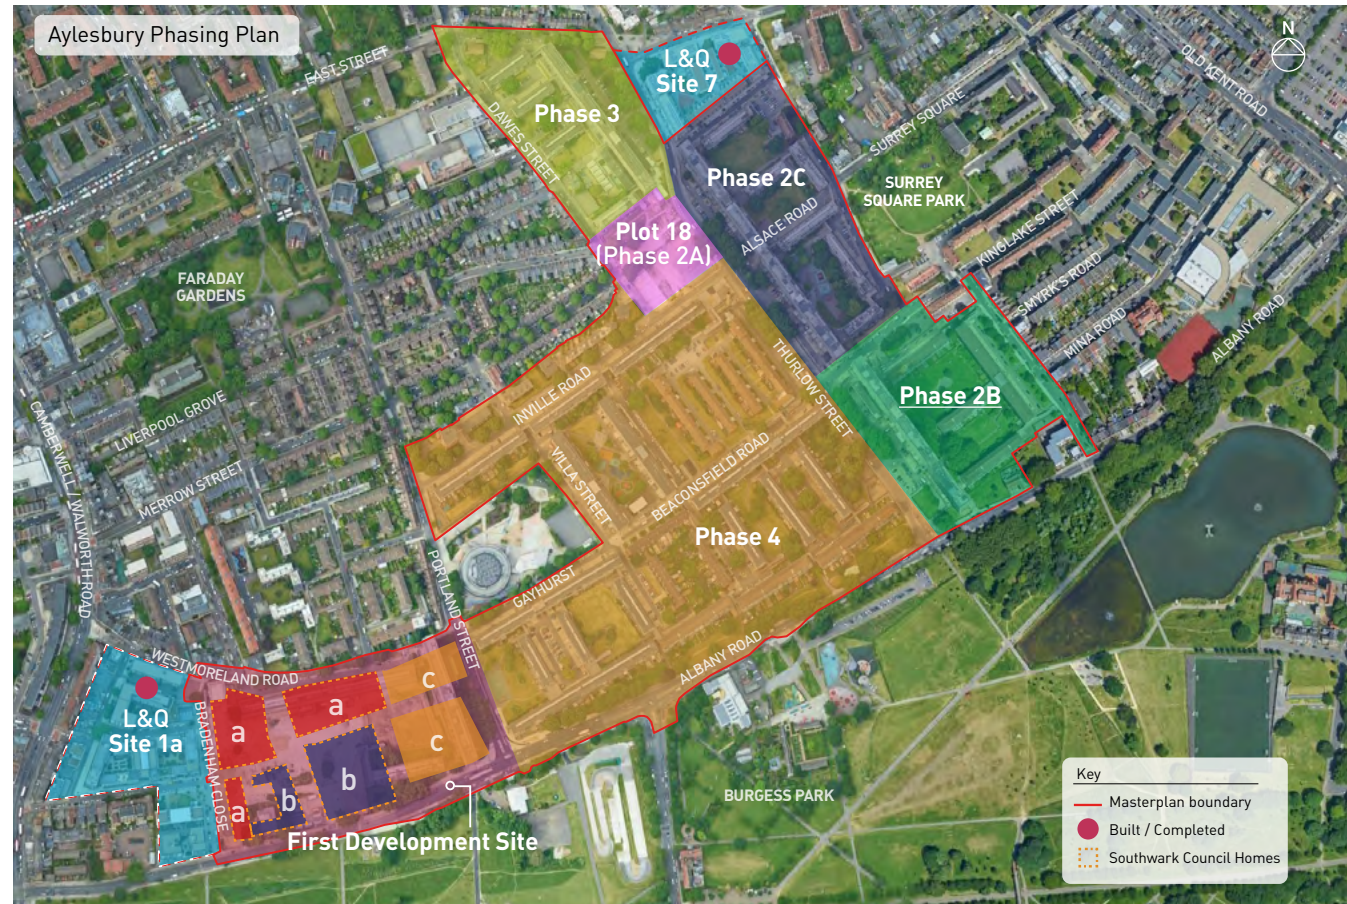 Aylesbury Phasing Plan
N
EAST STREET
L&Q
Site 7
OLD KENT ROAD
Phase 3
DAWES STREET
SURREY SQUARE
Phase 2C
SURREY
SQUARE PARK
Plot 18
(Phase 2A)
ALSACE ROAD
KINGLAKE STREET
FARADAY
GARDENS
SMYRK'S ROAD
MINA ROAD
ALBANY ROAD
THURLOW STREET
INVILLE ROAD
Phase 2B
CAMBERWELL / WALWORTH ROAD
LIVERPOOL GROVE
VILLA STREET
BEACONSFIELD ROAD
MERROW STREET
Phase 4
PORTLAND STREET
GAYHURST
ALBANY ROAD
WESTMORELAND ROAD
L&Q
Site 1a
BRADENHAM CLOSE
a
a
c
c
b
a
b
First Development Site
BURGESS PARK
Key
Masterplan boundary
Built / Completed
Southwark Council Homes